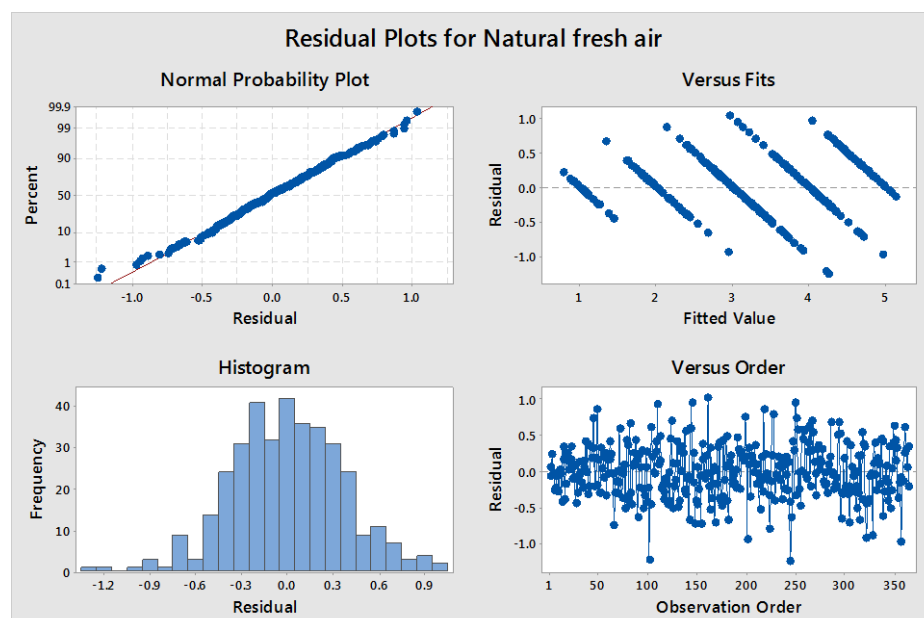 Residual Plots for Natural fresh air
Normal Probability Plot
99.9
99
90
50
10
1
0.1
Percent
-1.0 -0.5 0.0 0.5 1.0
Residual
Versus Fits
1.0
0.5
0.0
-0.5
-1.0
Residual
1 2 3 4 5
Fitted Value
Histogram
40
30
20
10
0
Frequency
-1.2 -0.9 -0.6 -0.3 0.0 0.3 0.6 0.9
Residual
Versus Order
1.0
0.5
0.0
-0.5
-1.0
Residual
1 50 100 150 200 250 300 350
Observation Order